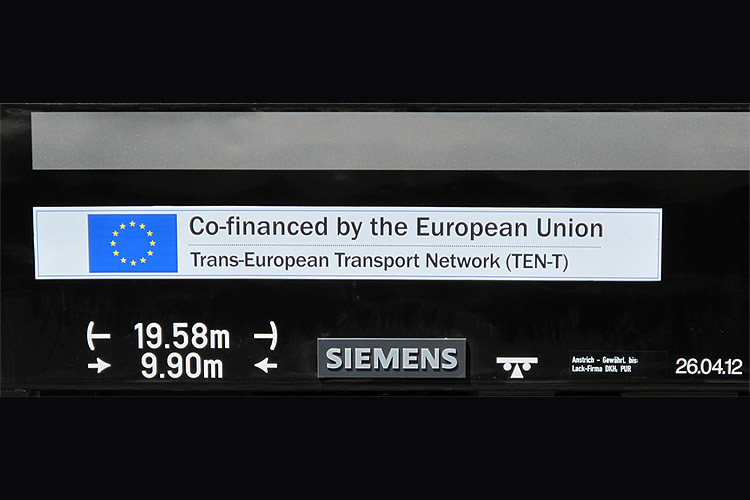 Co-financed by the European Union
Trans-European Transport Network (TEN-T)
19.58m
9.90m
SIEMENS
Anstrich - Gewährl. bis:
Lack-Firma DKH, PUR
26.04.12